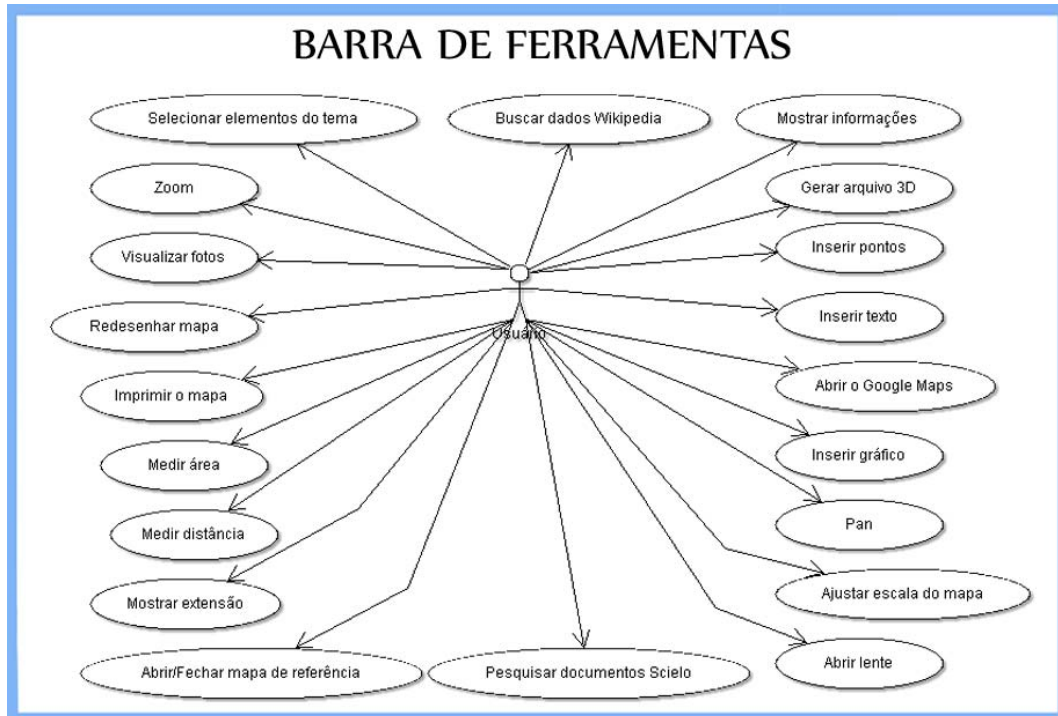 BARRA DE FERRAMENTAS
Selecionar elementos do tema
Buscar dados Wikipedia
Mostrar informações
Zoom
Gerar arquivo 3D
Visualizar fotos
Inserir pontos
Redesenhar mapa
Inserir texto
Usuário
Imprimir o mapa
Abrir o Google Maps
Medir área
Inserir gráfico
Medir distância
Pan
Mostrar extensão
Ajustar escala do mapa
Abrir/Fechar mapa de referência
Pesquisar documentos Scielo
Abrir lente